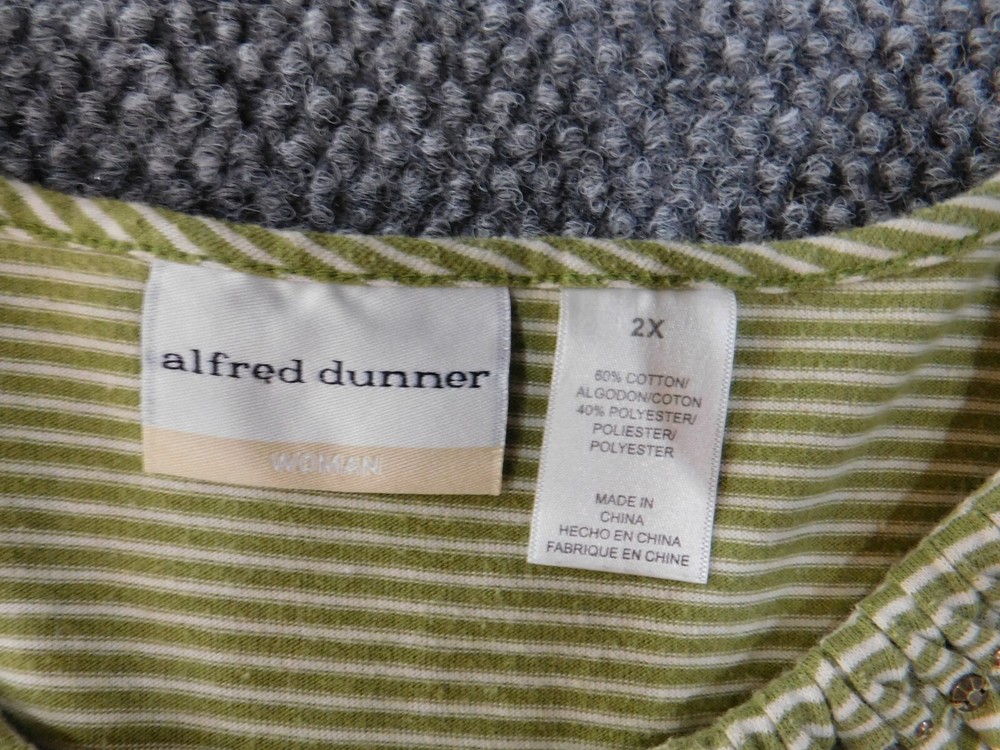 alfred dunner
WOMAN
2X
60% COTTON/
ALGODON/COTON
40% POLYESTER/
POLIESTER/
POLYESTER
MADE IN
CHINA
HECHO EN CHINA
FABRIQUE EN CHINE